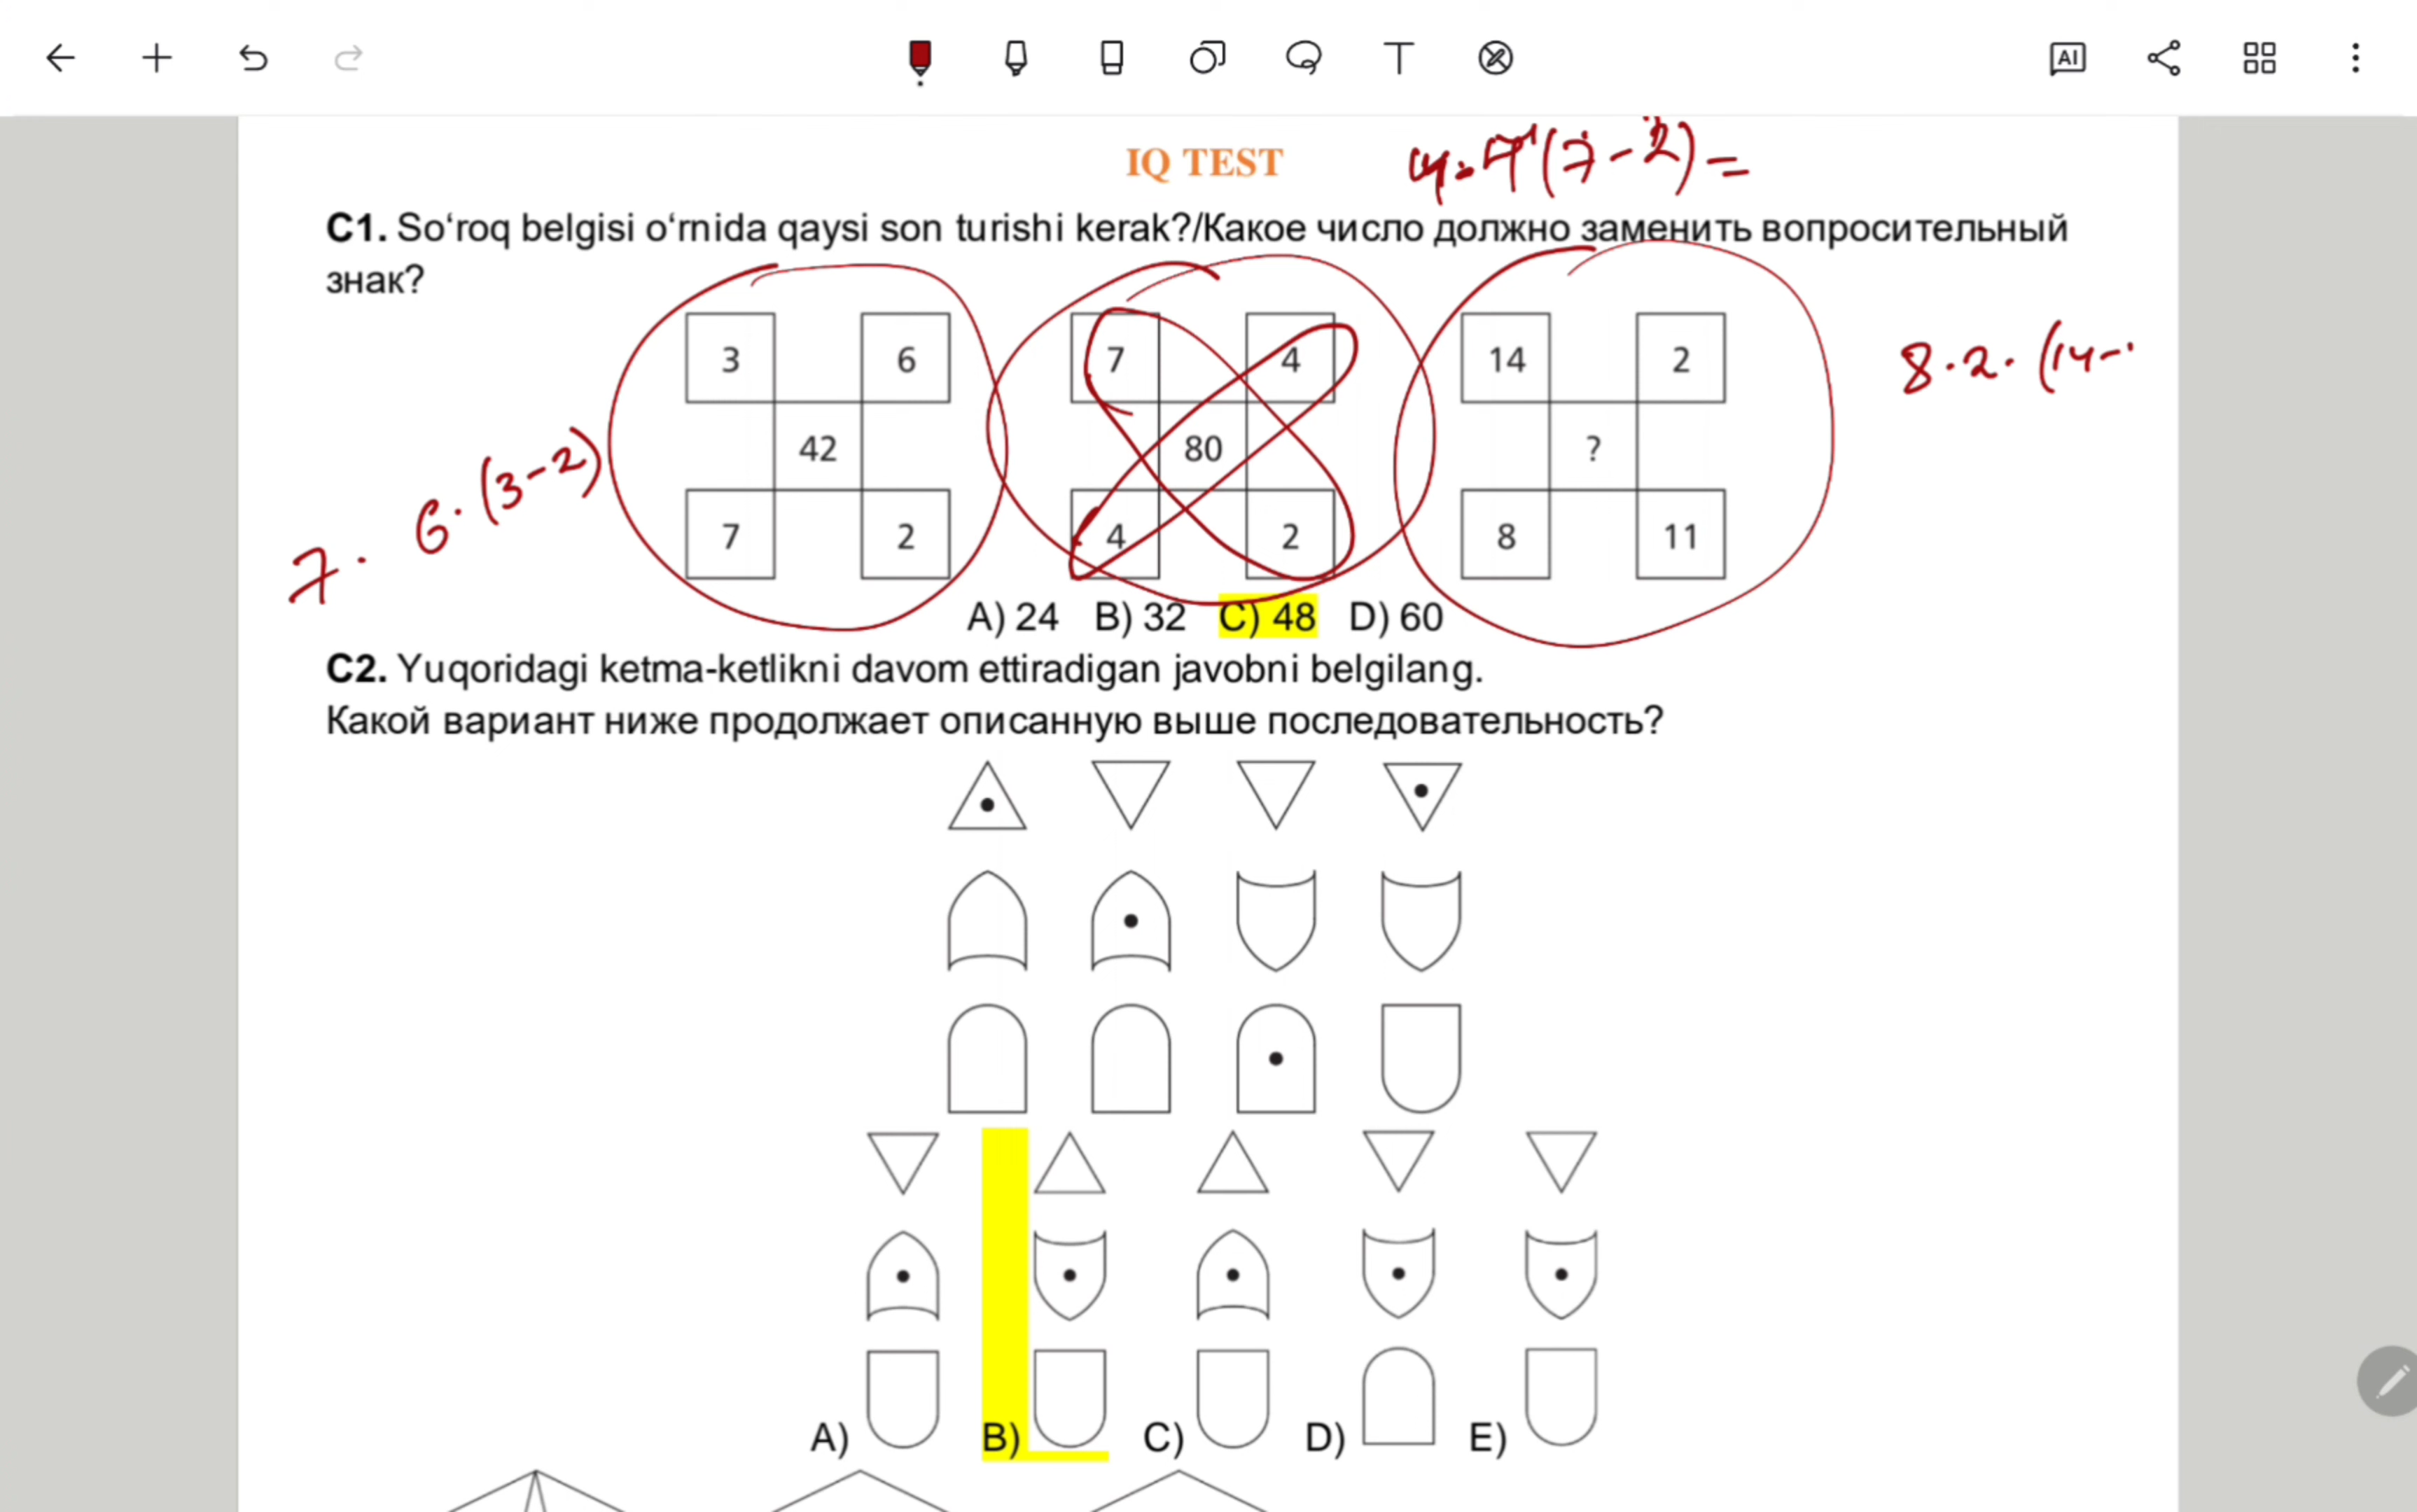 AI
IQ TEST
C1. So‘roq belgisi o‘rnida qaysi son turishi kerak?/Какое число должно заменить вопросительный
знак?
3 6 7 4 14 2
8·2·(14-
42 80 ?
7· 6·(3-2)
7 2 4 2 8 11
A) 24 B) 32 C) 48 D) 60
C2. Yuqoridagi ketma-ketlikni davom ettiradigan javobni belgilang.
Какой вариант ниже продолжает описанную выше последовательность?
A) B) C) D) E)